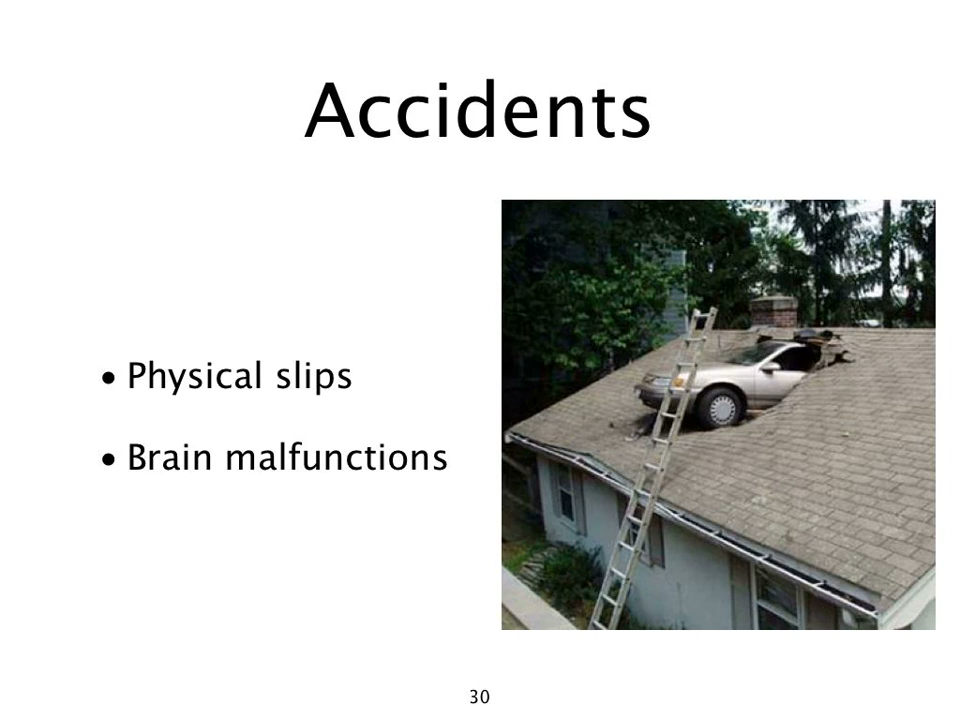 Accidents
• Physical slips
• Brain malfunctions
30